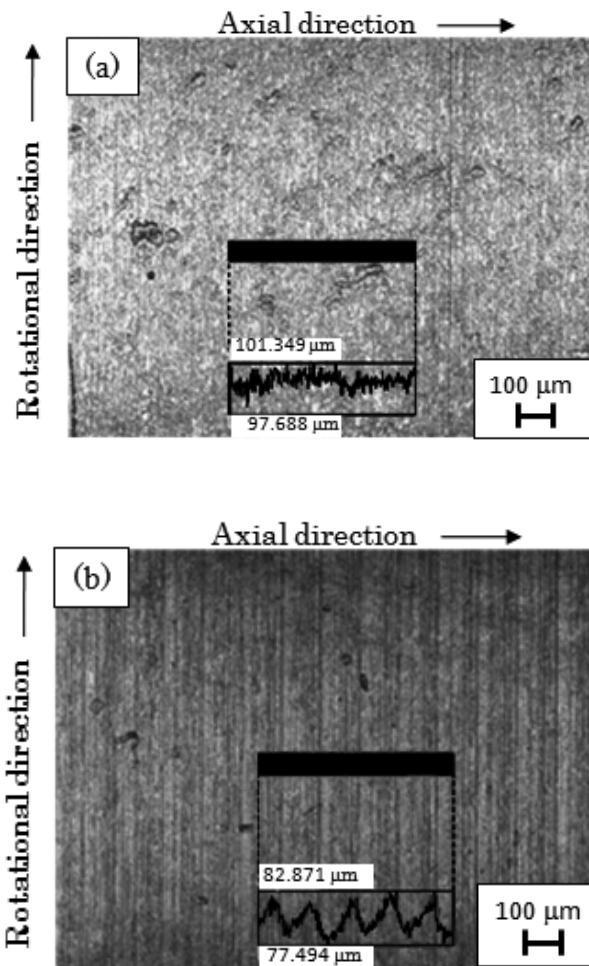 Axial direction
(a)
Rotational direction
101.349 µm
97.688 µm
100 µm
Axial direction
(b)
Rotational direction
82.871 µm
77.494 µm
100 µm